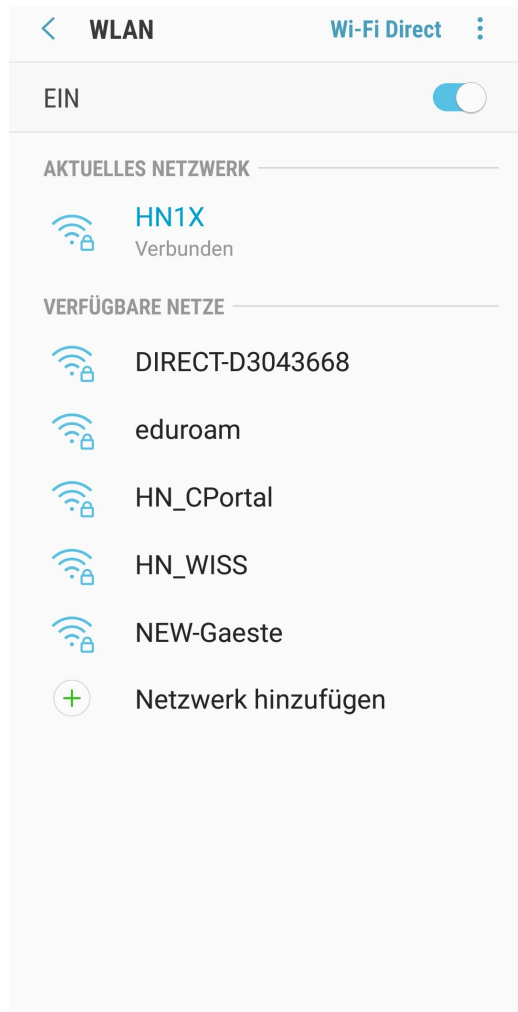 WLAN Wi-Fi Direct
EIN
AKTUELLES NETZWERK
HN1X
Verbunden
VERFÜGBARE NETZE
DIRECT-D3043668
eduroam
HN_CPortal
HN_WISS
NEW-Gaeste
Netzwerk hinzufügen